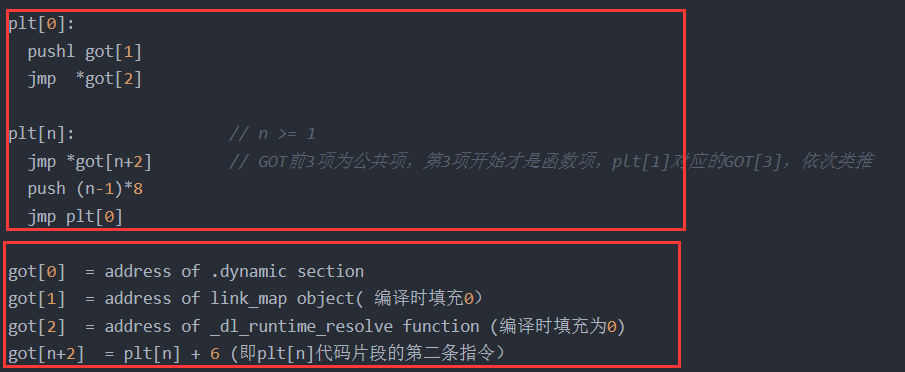 plt[0]:
pushl got[1]
jmp *got[2]
plt[n]: // n >= 1
jmp *got[n+2] // GOT前3项为公共项，第3项开始才是函数项，plt[1]对应的GOT[3]，依次类推
push (n-1)*8
jmp plt[0]
got[0] = address of .dynamic section
got[1] = address of link_map object( 编译时填充0）
got[2] = address of _dl_runtime_resolve function (编译时填充为0)
got[n+2] = plt[n] + 6 (即plt[n]代码片段的第二条指令）